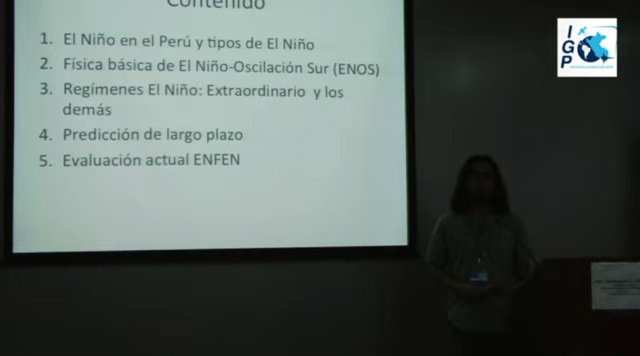 Contenido
1. El Niño en el Perú y tipos de El Niño
2. Física básica de El Niño-Oscilación Sur (ENOS)
3. Regímenes El Niño: Extraordinario y los
demás
4. Predicción de largo plazo
5. Evaluación actual ENFEN
IGP